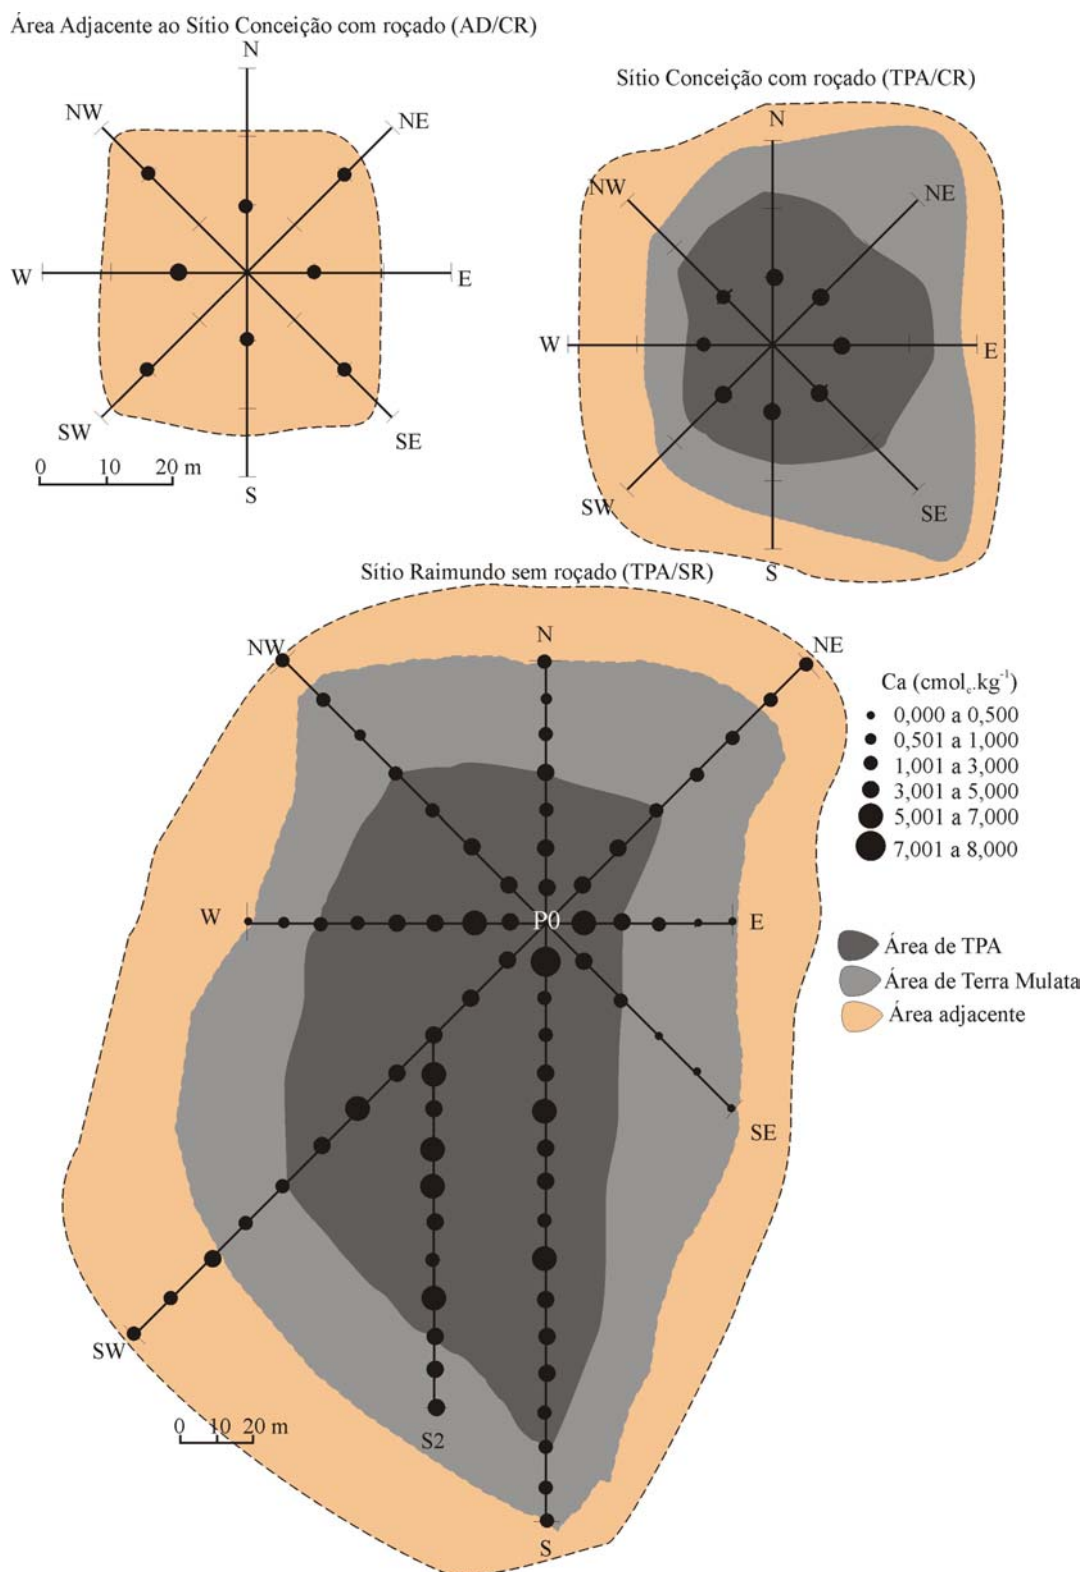 Área Adjacente ao Sítio Conceição com roçado (AD/CR)
N
NW
NE
W
E
SW
SE
S
0 10 20 m
Sítio Conceição com roçado (TPA/CR)
N
NW
NE
W
E
SW
SE
S
Sítio Raimundo sem roçado (TPA/SR)
N
NW
NE
W
P0
E
SE
SW
S2
S
0 10 20 m
Ca (cmolc.kg-1)
0,000 a 0,500
0,501 a 1,000
1,001 a 3,000
3,001 a 5,000
5,001 a 7,000
7,001 a 8,000
Área de TPA
Área de Terra Mulata
Área adjacente